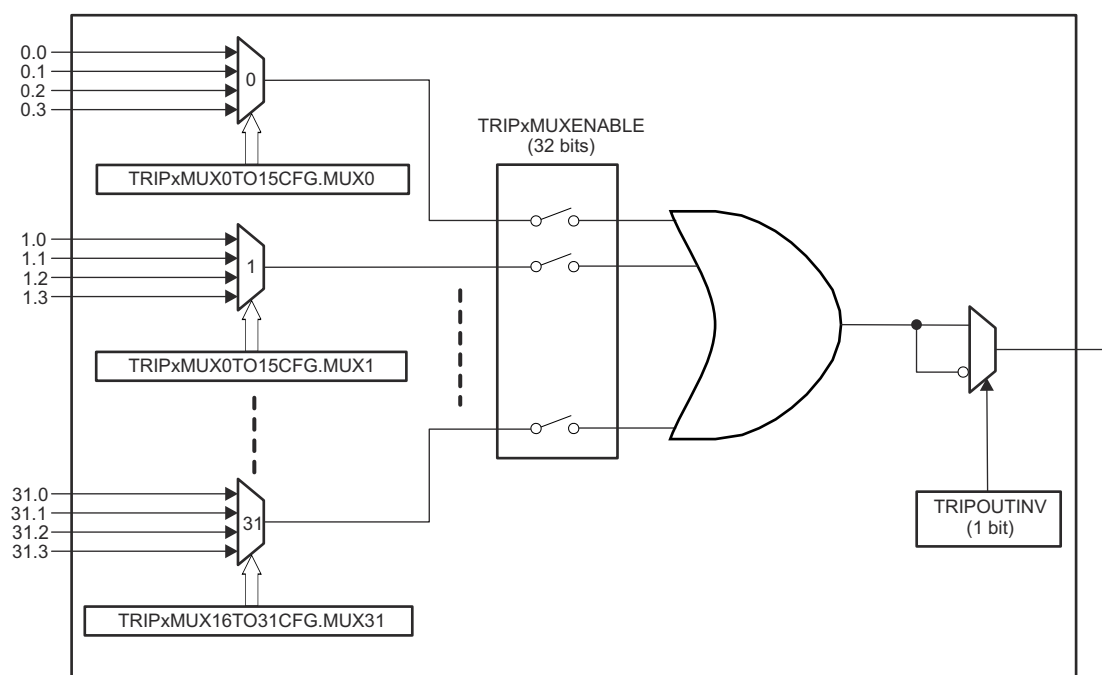 0.0
0.1
0.2
0.3
0
TRIPxMUX0TO15CFG.MUX0
TRIPxMUXENABLE
(32 bits)
1.0
1.1
1.2
1.3
1
TRIPxMUX0TO15CFG.MUX1
31.0
31.1
31.2
31.3
31
TRIPxMUX16TO31CFG.MUX31
TRIPOUTINV
(1 bit)